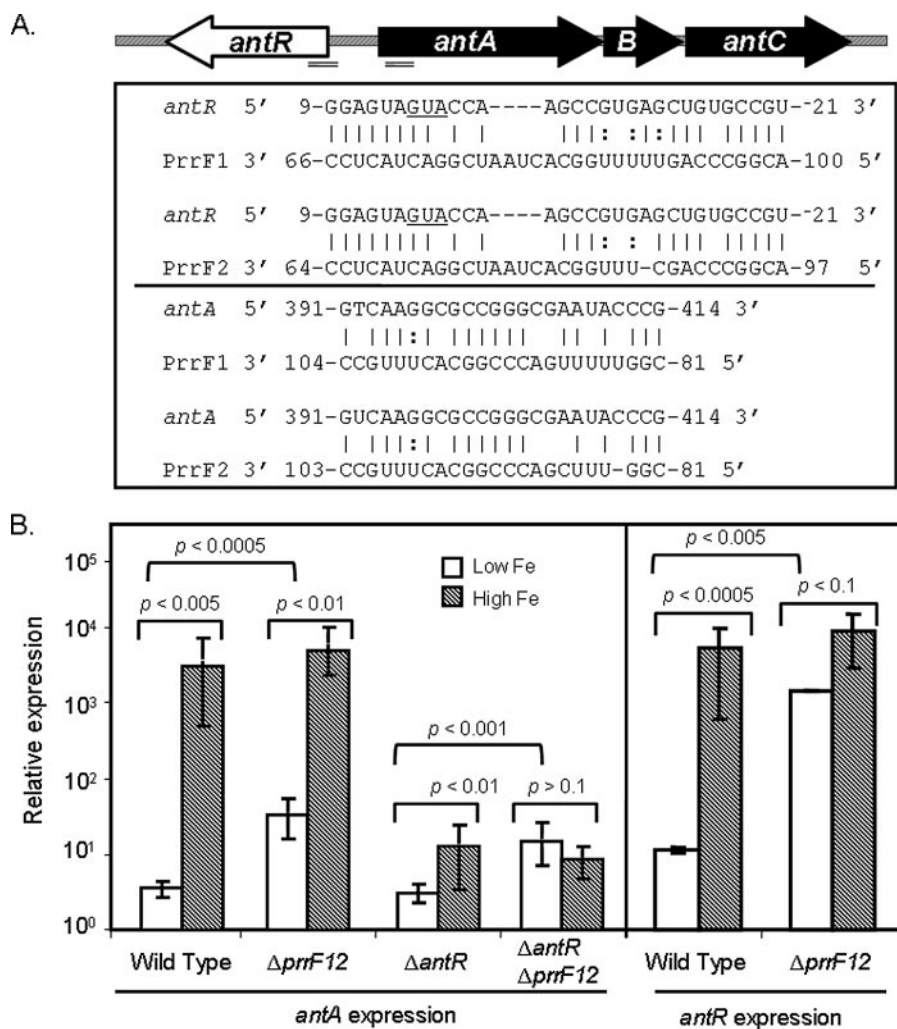 A.
antR antA B antC
antR 5' 9-GGAGUAGUACCA----AGCCGUGAGCUGUGCCGU-⁻21 3'
PrrF1 3' 66-CCUCAUCAGGCUAAUCACGGUUUUUGACCCGGCA-100 5'
antR 5' 9-GGAGUAGUACCA----AGCCGUGAGCUGUGCCGU-⁻21 3'
PrrF2 3' 64-CCUCAUCAGGCUAAUCACGGUUU-CGACCCGGCA-97 5'
antA 5' 391-GTCAAGGCGCCGGGCGAAUACCCG-414 3'
PrrF1 3' 104-CCGUUUCACGGCCCAGUUUUUGGC-81 5'
antA 5' 391-GUCAAGGCGCCGGGCGAAUACCCG-414 3'
PrrF2 3' 103-CCGUUUCACGGCCCAGCUUU-GGC-81 5'
B.
Relative expression
10⁵
10⁴
10³
10²
10¹
10⁰
p < 0.0005
p < 0.005
p < 0.01
p < 0.001
p < 0.01
p > 0.1
Low Fe
High Fe
p < 0.005
p < 0.0005
p < 0.1
Wild Type ΔprrF12 ΔantR ΔantR ΔprrF12 Wild Type ΔprrF12
antA expression antR expression